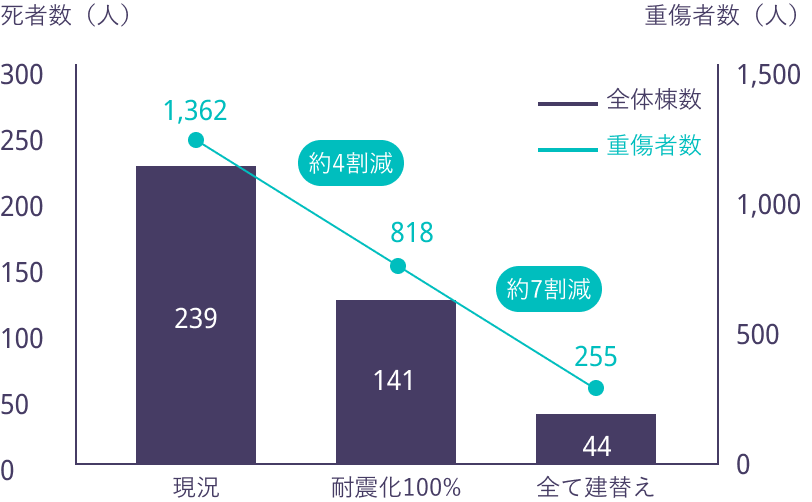 死者数（人）
重傷者数（人）
300
250
200
150
100
50
0
1,500
1,000
500
0
全体棟数
重傷者数
1,362
約4割減
818
約7割減
255
239
141
44
現況
耐震化100%
全て建替え